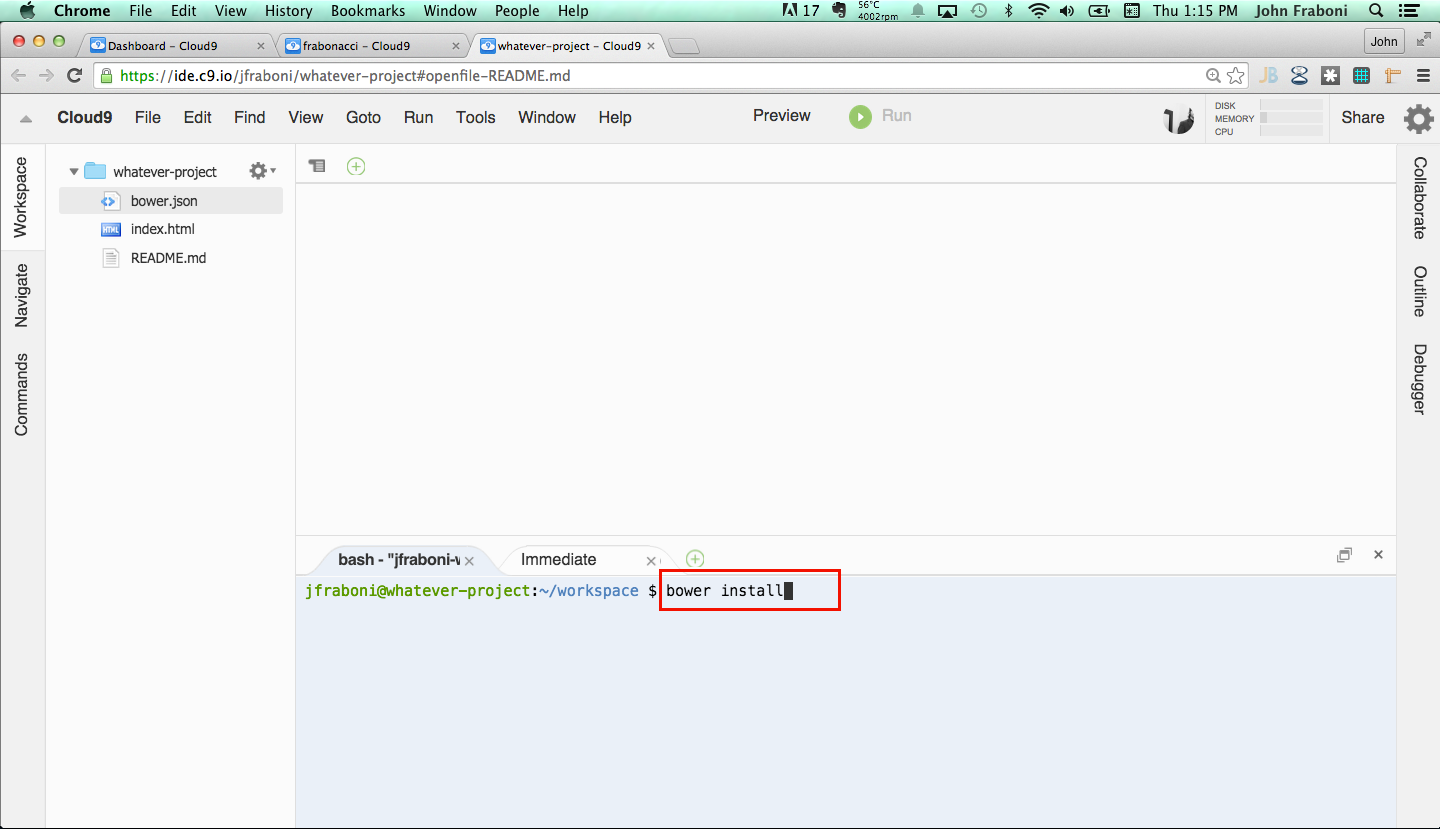 Chrome File Edit View History Bookmarks Window People Help 17 56°C 4002rpm Thu 1:15 PM John Fraboni
Dashboard – Cloud9 frabonacci – Cloud9 whatever-project – Cloud9 John
https://ide.c9.io/jfraboni/whatever-project#openfile-README.md JB
Cloud9 File Edit Find View Goto Run Tools Window Help Preview Run DISK MEMORY CPU Share
Workspace
Navigate
Commands
whatever-project
bower.json
HTML index.html
README.md
Collaborate
Outline
Debugger
bash - "jfraboni-w Immediate
jfraboni@whatever-project:~/workspace $ bower install